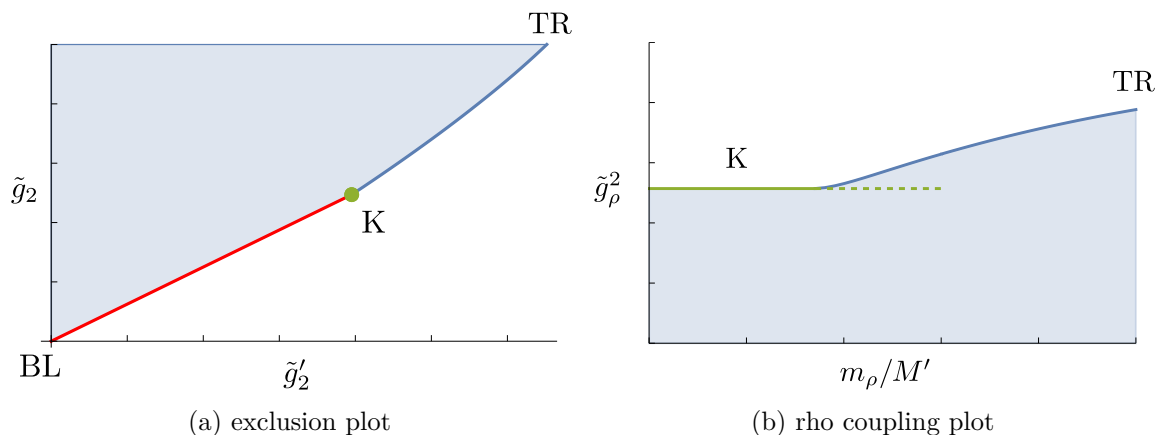 TR
g̃₂
K
BL
g̃′₂
(a) exclusion plot
TR
K
g̃²ᵨ
mᵨ/M′
(b) rho coupling plot